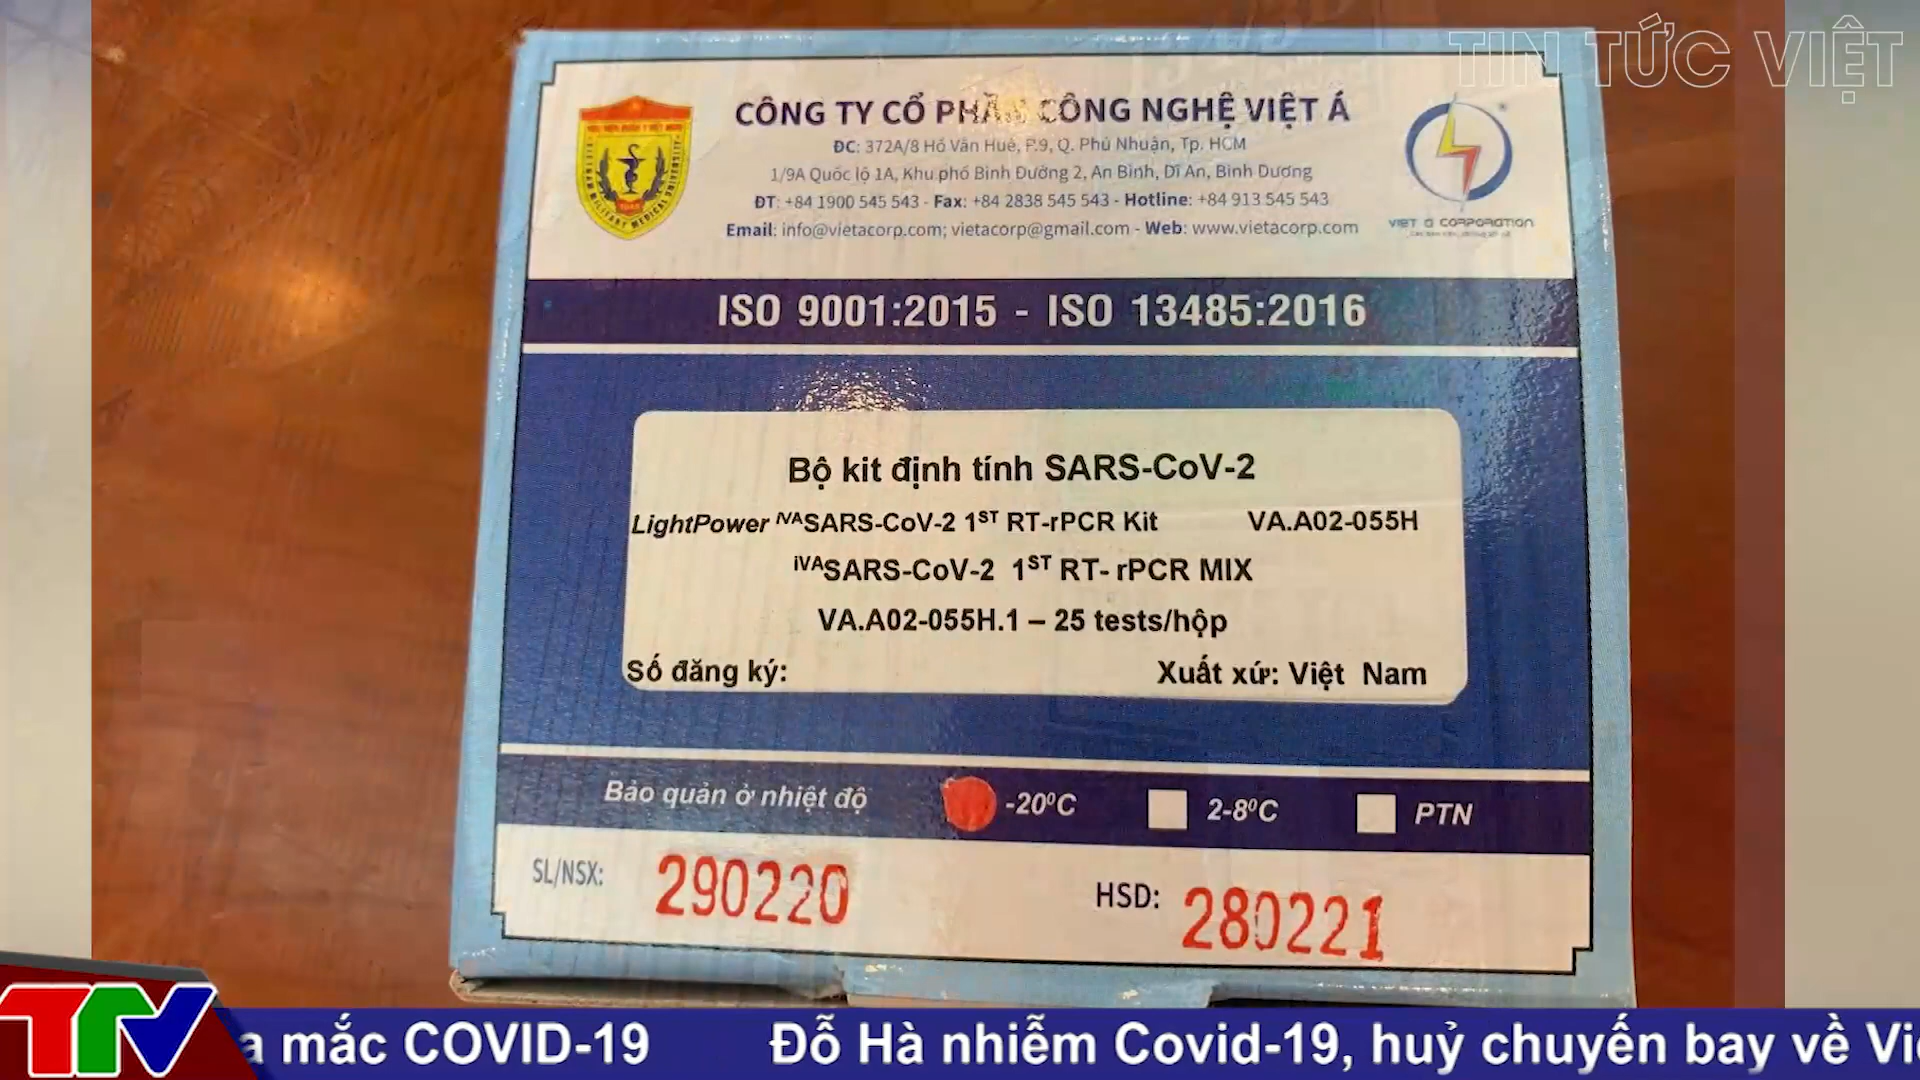 TIN TỨC VIỆT
CÔNG TY CỔ PHẦN CÔNG NGHỆ VIỆT Á
ĐC: 372A/8 Hồ Văn Huê, P.9, Q. Phú Nhuận, Tp. HCM
1/9A Quốc lộ 1A, Khu phố Bình Đường 2, An Bình, Dĩ An, Bình Dương
ĐT: +84 1900 545 543 - Fax: +84 2838 545 543 - Hotline: +84 913 545 543
Email: info@vietacorp.com; vietacorp@gmail.com - Web: www.vietacorp.com
VIETNAM MILITARY MEDICAL UNIVERSITY
VIET A CORPORATION
ISO 9001:2015 - ISO 13485:2016
Bộ kit định tính SARS-CoV-2
LightPower iVASARS-CoV-2 1ST RT-rPCR Kit VA.A02-055H
iVASARS-CoV-2 1ST RT- rPCR MIX
VA.A02-055H.1 – 25 tests/hộp
Số đăng ký: Xuất xứ: Việt Nam
Bảo quản ở nhiệt độ -20⁰C 2-8⁰C PTN
SL/NSX: 290220 HSD: 280221
TTV a mắc COVID-19 Đỗ Hà nhiễm Covid-19, huỷ chuyến bay về Việ